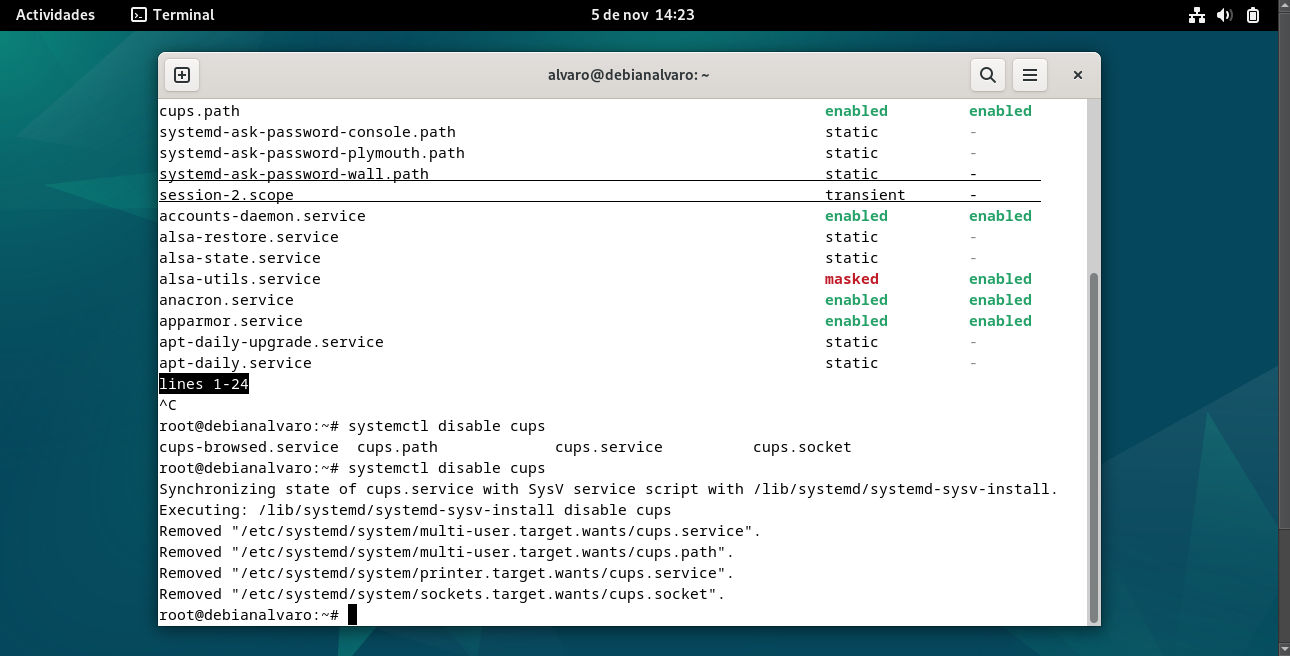 Actividades Terminal 5 de nov 14:23
alvaro@debianalvaro: ~
cups.path enabled enabled
systemd-ask-password-console.path static -
systemd-ask-password-plymouth.path static -
systemd-ask-password-wall.path static -
session-2.scope transient -
accounts-daemon.service enabled enabled
alsa-restore.service static -
alsa-state.service static -
alsa-utils.service masked enabled
anacron.service enabled enabled
apparmor.service enabled enabled
apt-daily-upgrade.service static -
apt-daily.service static -
lines 1-24
^C
root@debianalvaro:~# systemctl disable cups
cups-browsed.service cups.path cups.service cups.socket
root@debianalvaro:~# systemctl disable cups
Synchronizing state of cups.service with SysV service script with /lib/systemd/systemd-sysv-install.
Executing: /lib/systemd/systemd-sysv-install disable cups
Removed "/etc/systemd/system/multi-user.target.wants/cups.service".
Removed "/etc/systemd/system/multi-user.target.wants/cups.path".
Removed "/etc/systemd/system/printer.target.wants/cups.service".
Removed "/etc/systemd/system/sockets.target.wants/cups.socket".
root@debianalvaro:~#